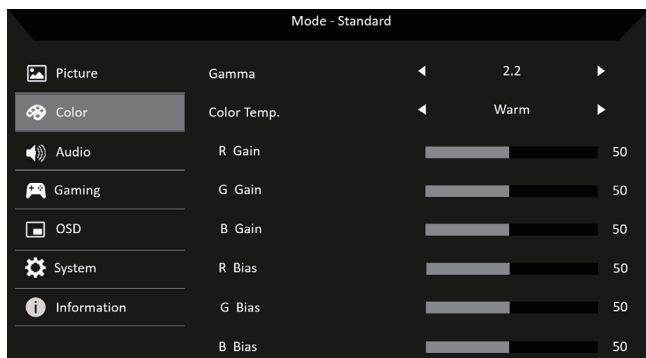 Mode - Standard
Picture
Color
Audio
Gaming
OSD
System
Information
Gamma 2.2
Color Temp. Warm
R Gain 50
G Gain 50
B Gain 50
R Bias 50
G Bias 50
B Bias 50